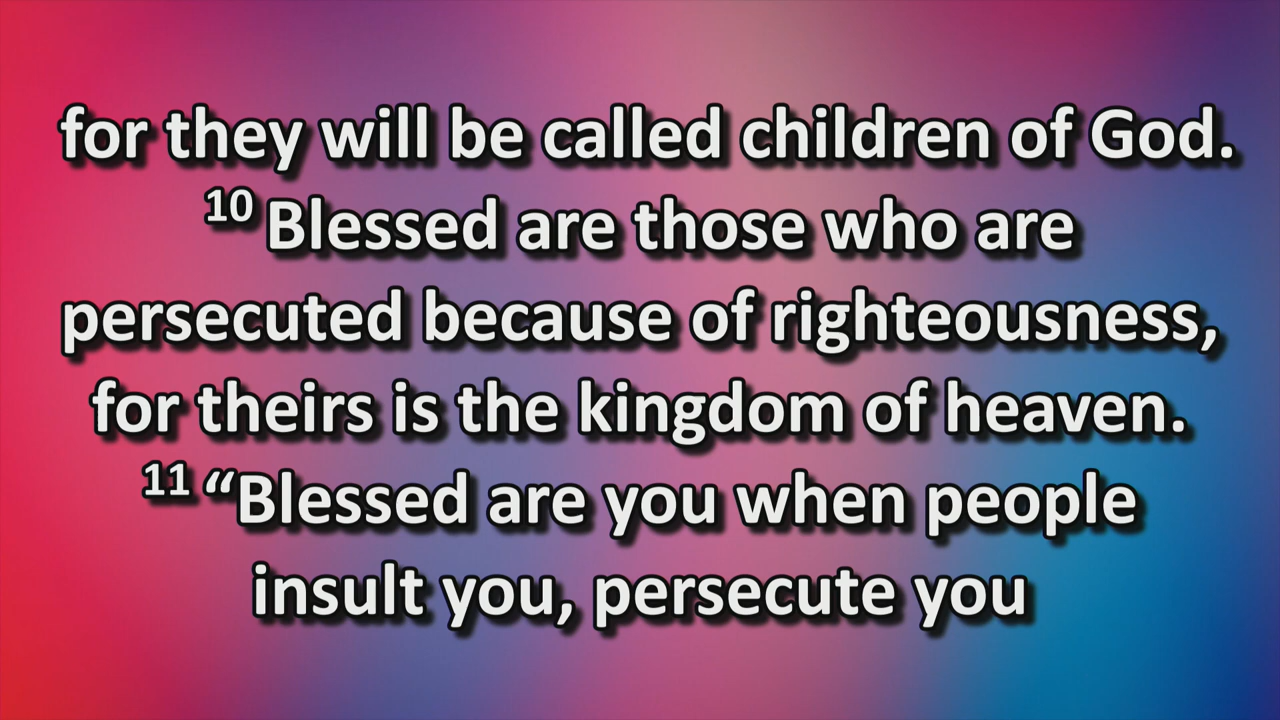 for they will be called children of God.
10 Blessed are those who are
persecuted because of righteousness,
for theirs is the kingdom of heaven.
11 “Blessed are you when people
insult you, persecute you